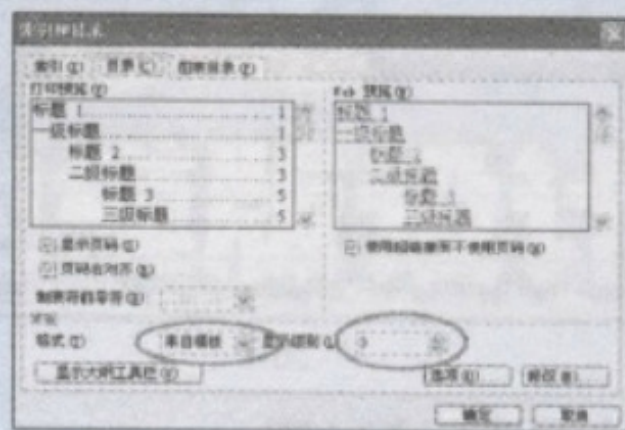 索引和目录
索引(D) 目录(C) 图表目录(F)
打印预览(V)
标题 1 1
一级标题 1
标题 2 3
二级标题 3
标题 3 5
三级标题 5
Web 预览(W)
标题 1
一级标题
标题 2
二级标题
标题 3
三级标题
显示页码(S)
页码右对齐(R)
使用超链接而不使用页码(H)
制表符前导符(B)
格式(T) 来自模板 显示级别(L) 3
显示大纲工具栏(U) 选项(O) 修改(M)
确定 取消